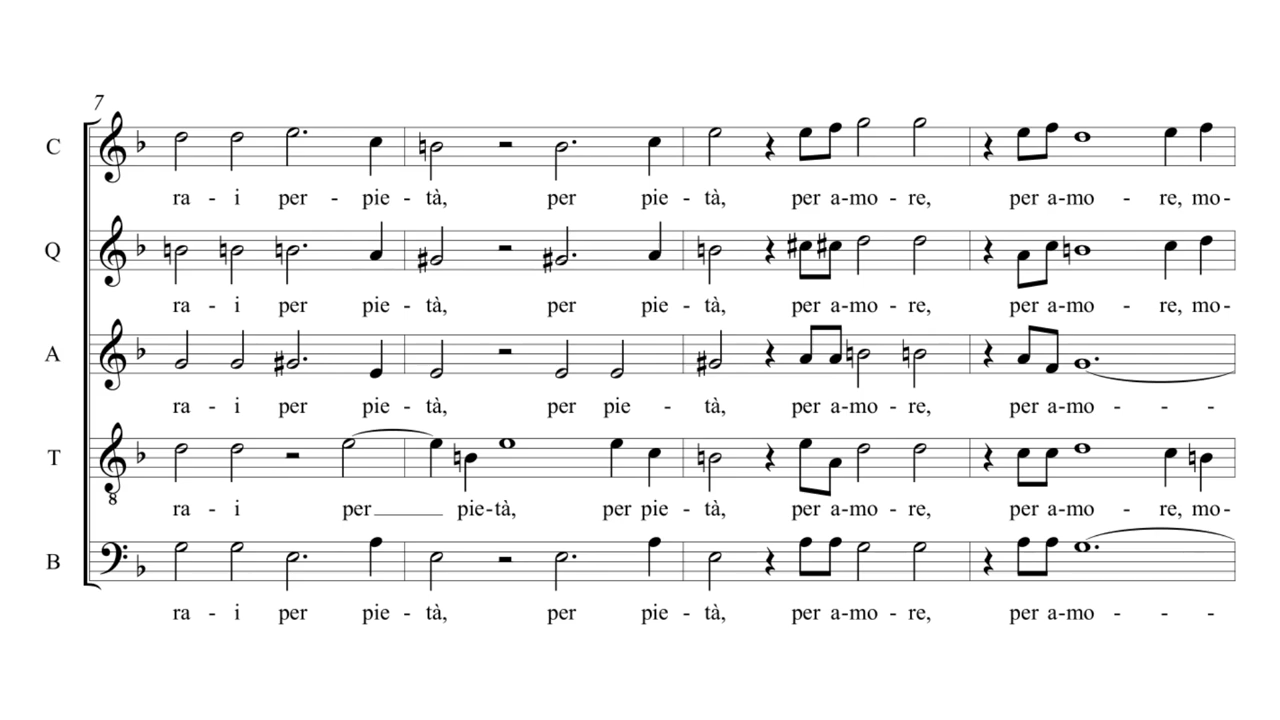 7
C
ra - i per - pie - tà, per pie - tà, per a-mo - re, per a-mo - re, mo-
Q
ra - i per pie - tà, per pie - tà, per a-mo - re, per a-mo - re, mo-
A
ra - i per pie - tà, per pie - tà, per a-mo - re, per a-mo - - -
T
8
ra - i per____ pie-tà, per pie - tà, per a-mo - re, per a-mo - re, mo-
B
ra - i per pie - tà, per pie - tà, per a-mo - re, per a-mo - - -